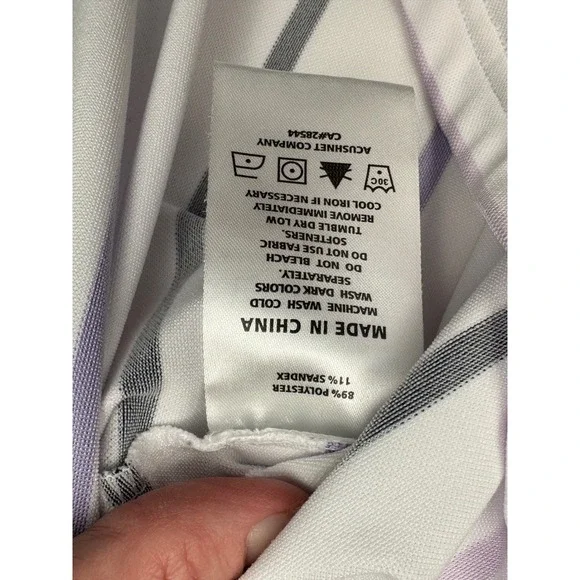 89% POLYESTER
11% SPANDEX
MADE IN CHINA
MACHINE WASH COLD
WASH DARK COLORS
SEPARATELY.
DO NOT BLEACH
DO NOT USE FABRIC
SOFTENERS.
TUMBLE DRY LOW
REMOVE IMMEDIATELY
COOL IRON IF NECESSARY
30C
ACUSHNET COMPANY
CA#28544